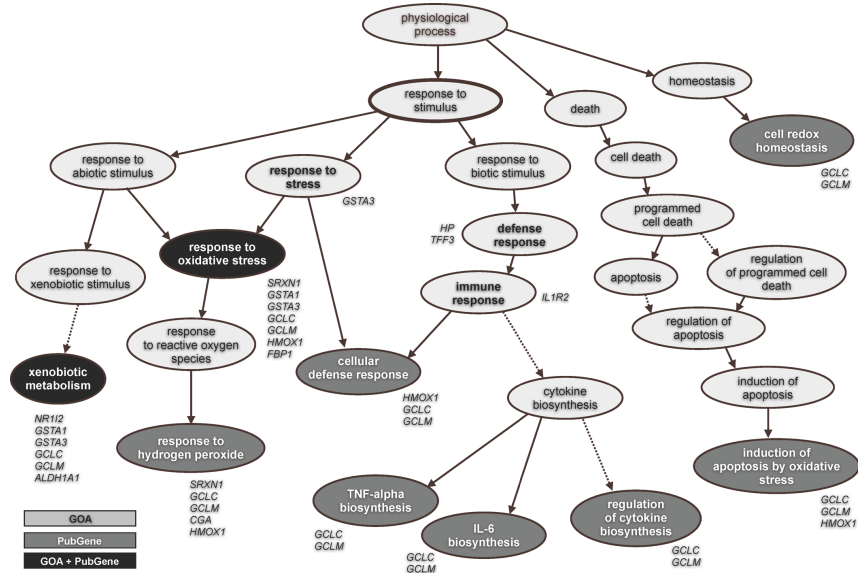 physiological
process
homeostasis
response to
stimulus
death
cell redox
homeostasis
GCLC
GCLM
response to
abiotic stimulus
response to
stress
GSTA3
response to
biotic stimulus
cell death
programmed
cell death
HP
TFF3
defense
response
response to
oxidative stress
SRXN1
GSTA1
GSTA3
GCLC
GCLM
HMOX1
FBP1
response to
xenobiotic stimulus
apoptosis
regulation
of programmed cell
death
immune
response
IL1R2
response
to reactive oxygen
species
regulation of
apoptosis
xenobiotic
metabolism
NR1I2
GSTA1
GSTA3
GCLC
GCLM
ALDH1A1
cellular
defense response
HMOX1
GCLC
GCLM
cytokine
biosynthesis
induction of
apoptosis
response to
hydrogen peroxide
SRXN1
GCLC
GCLM
CGA
HMOX1
induction of
apoptosis by oxidative
stress
GCLC
GCLM
HMOX1
TNF-alpha
biosynthesis
GCLC
GCLM
IL-6
biosynthesis
GCLC
GCLM
regulation
of cytokine
biosynthesis
GCLC
GCLM
GOA
PubGene
GOA + PubGene